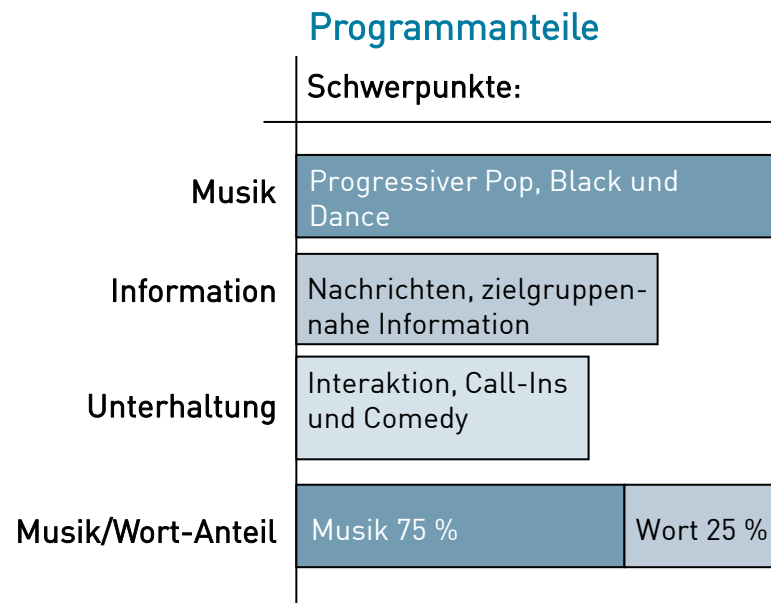 Programmanteile
Schwerpunkte:
Musik
Progressiver Pop, Black und
Dance
Information
Nachrichten, zielgruppen-
nahe Information
Unterhaltung
Interaktion, Call-Ins
und Comedy
Musik/Wort-Anteil
Musik 75 %
Wort 25 %